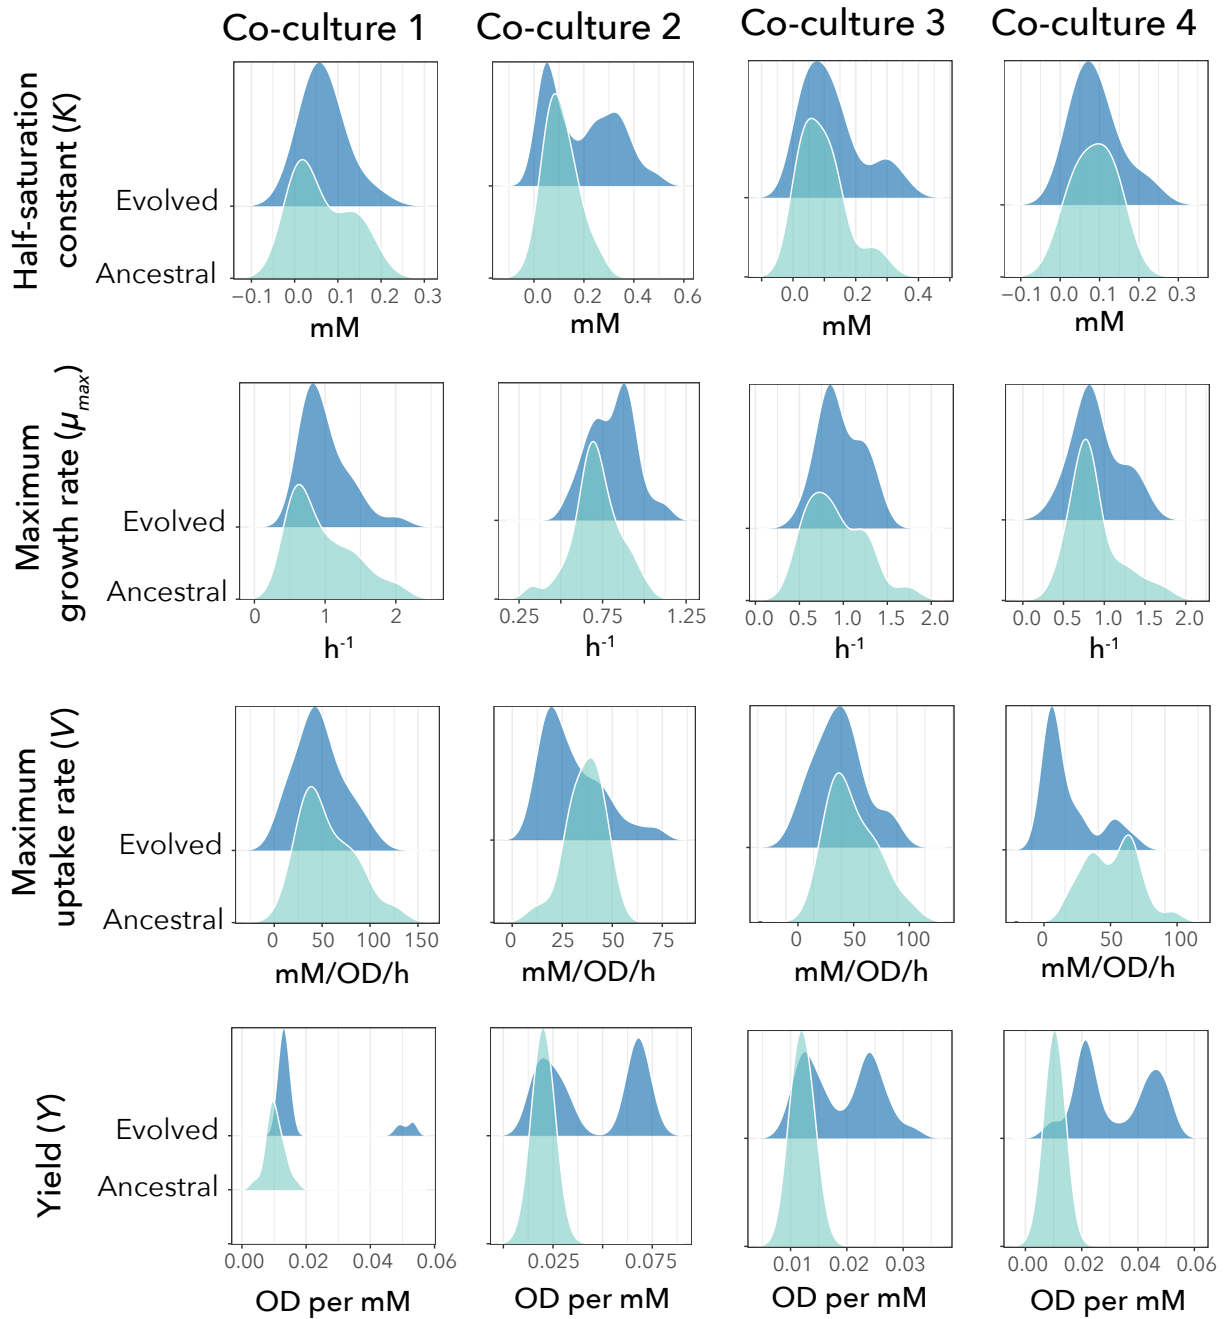 Co-culture 1 Co-culture 2 Co-culture 3 Co-culture 4
Half-saturation
constant (K)
Evolved
Ancestral
−0.1 0.0 0.1 0.2 0.3
mM
0.0 0.2 0.4 0.6
mM
0.0 0.2 0.4
mM
−0.1 0.0 0.1 0.2 0.3
mM
Maximum
growth rate (μmax)
Evolved
Ancestral
0 1 2
h-1
0.25 0.75 1.25
h-1
0.0 0.5 1.0 1.5 2.0
h-1
0.0 0.5 1.0 1.5 2.0
h-1
Maximum
uptake rate (V)
Evolved
Ancestral
0 50 100 150
mM/OD/h
0 25 50 75
mM/OD/h
0 50 100
mM/OD/h
0 50 100
mM/OD/h
Yield (Y)
Evolved
Ancestral
0.00 0.02 0.04 0.06
OD per mM
0.025 0.075
OD per mM
0.01 0.02 0.03
OD per mM
0.00 0.02 0.04 0.06
OD per mM